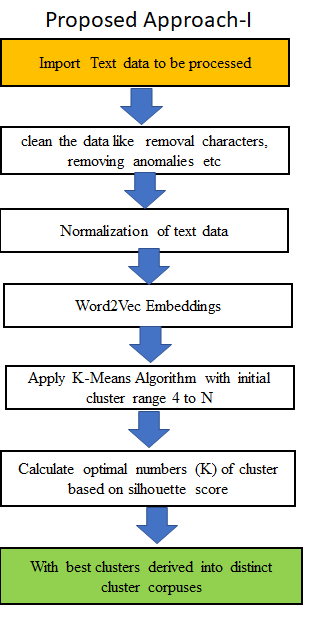 Proposed Approach-I
Import Text data to be processed
clean the data like removal characters,
removing anomalies etc
Normalization of text data
Word2Vec Embeddings
Apply K-Means Algorithm with initial
cluster range 4 to N
Calculate optimal numbers (K) of cluster
based on silhouette score
With best clusters derived into distinct
cluster corpuses